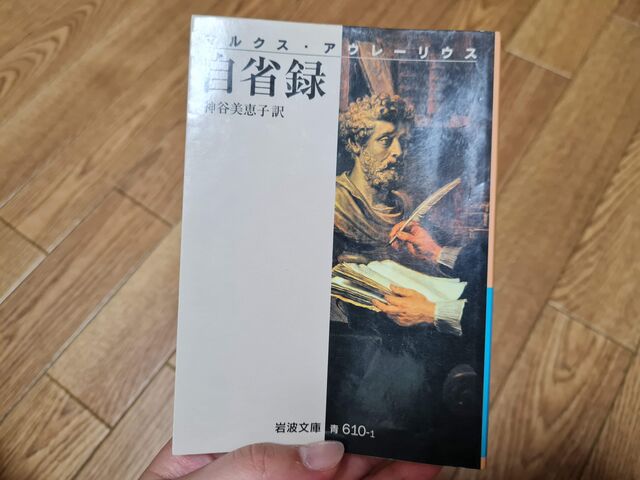 マルクス・アウレーリウス
自省録
神谷美恵子訳
岩波文庫 青 610-1